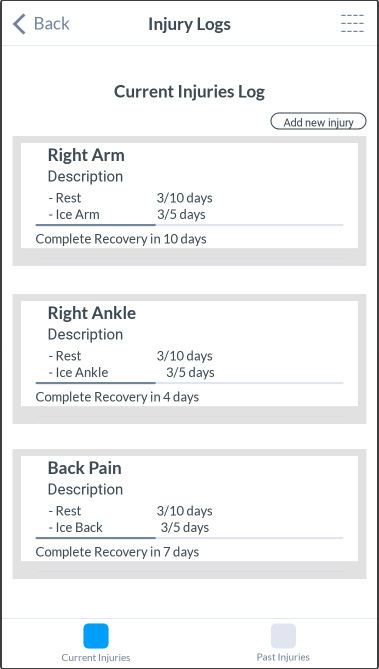 Back Injury Logs
Current Injuries Log
Add new injury
Right Arm
Description
- Rest 3/10 days
- Ice Arm 3/5 days
Complete Recovery in 10 days
Right Ankle
Description
- Rest 3/10 days
- Ice Ankle 3/5 days
Complete Recovery in 4 days
Back Pain
Description
- Rest 3/10 days
- Ice Back 3/5 days
Complete Recovery in 7 days
Current Injuries Past Injuries